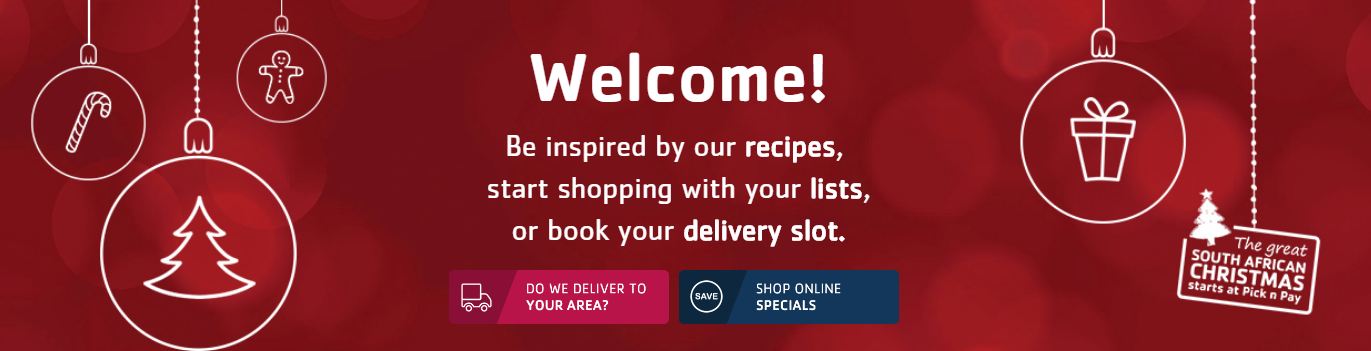 Welcome!
Be inspired by our recipes,
start shopping with your lists,
or book your delivery slot.
DO WE DELIVER TO
YOUR AREA?
SAVE
SHOP ONLINE
SPECIALS
The great
SOUTH AFRICAN
CHRISTMAS
starts at Pick n Pay